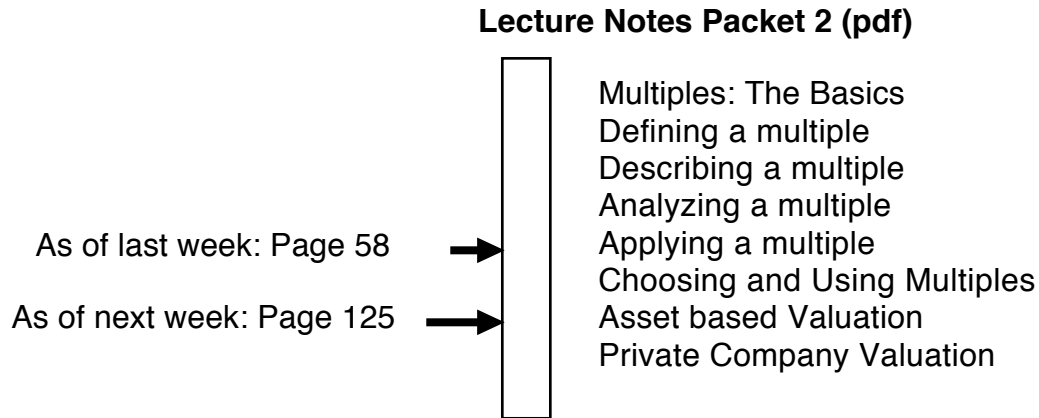 Lecture Notes Packet 2 (pdf)
Multiples: The Basics
Defining a multiple
Describing a multiple
Analyzing a multiple
As of last week: Page 58
Applying a multiple
Choosing and Using Multiples
As of next week: Page 125
Asset based Valuation
Private Company Valuation